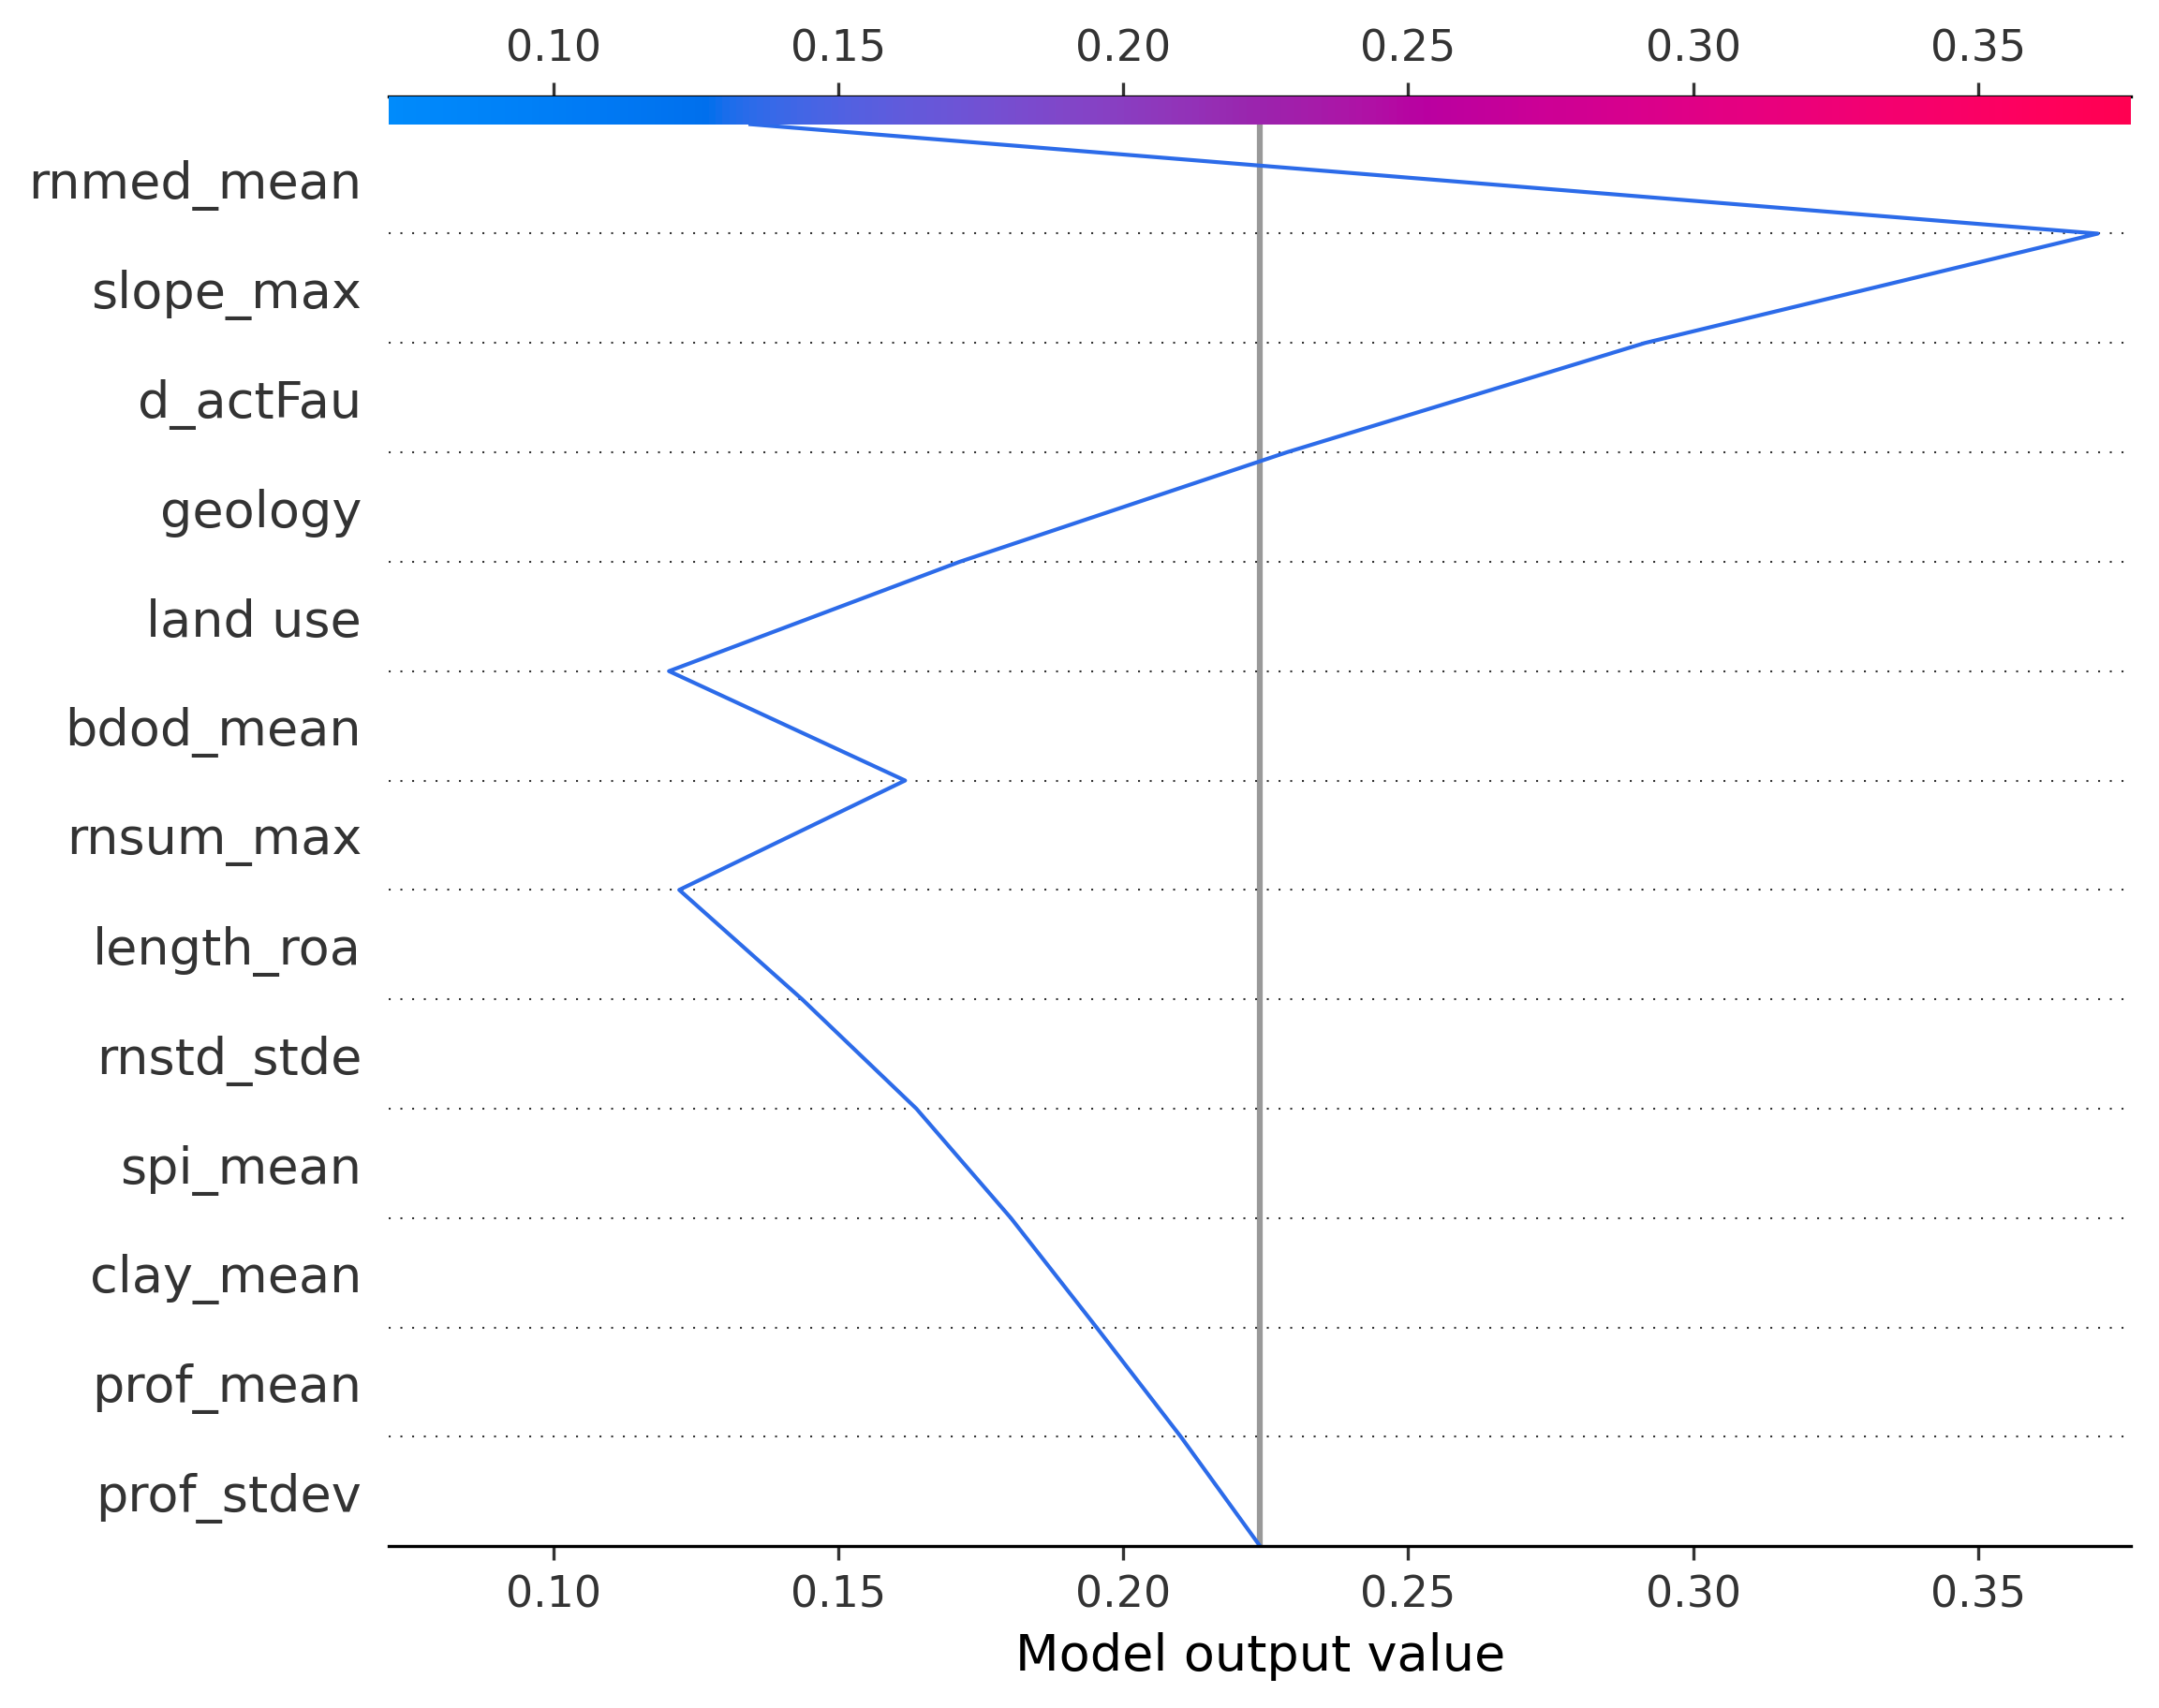 0.10 0.15 0.20 0.25 0.30 0.35
rnmed_mean
slope_max
d_actFau
geology
land use
bdod_mean
rnsum_max
length_roa
rnstd_stde
spi_mean
clay_mean
prof_mean
prof_stdev
0.10 0.15 0.20 0.25 0.30 0.35
Model output value